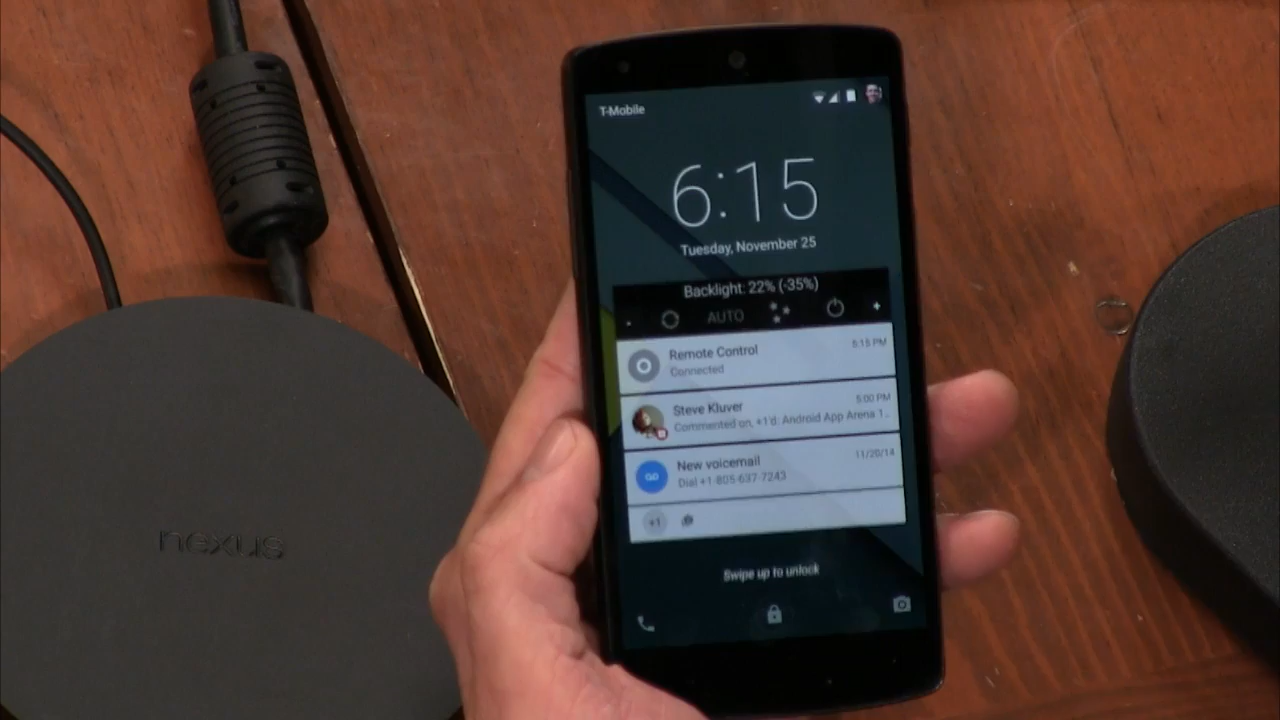 T-Mobile
6:15
Tuesday, November 25
Backlight: 22% (-35%)
- AUTO +
Remote Control 5:15 PM
Connected
Steve Kluver 5:00 PM
Commented on, +1'd: Android App Arena 1..
New voicemail 11/20/14
Dial +1-805-637-7243
+1
Swipe up to unlock
nexus